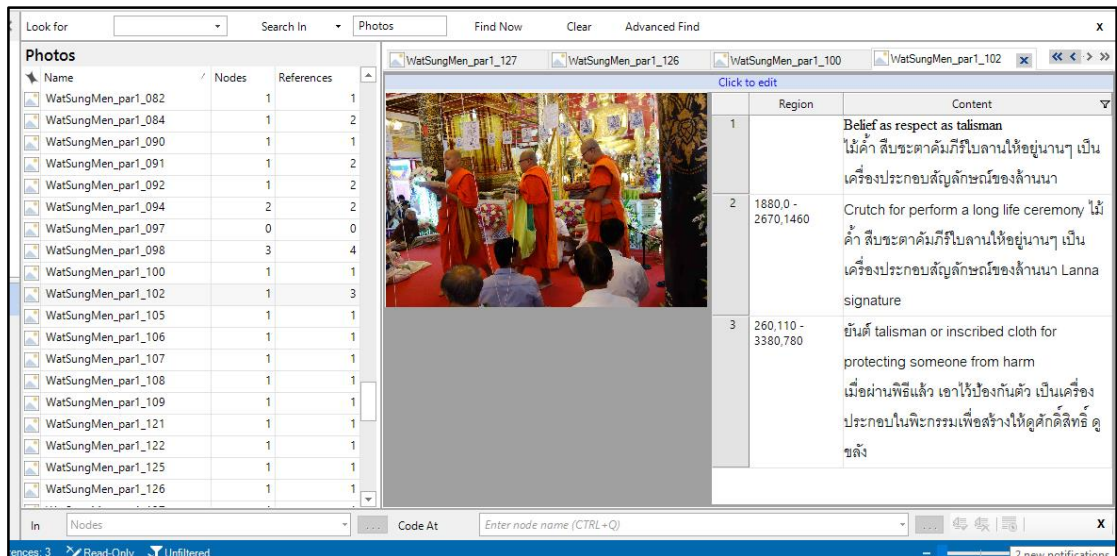 Look for
Search In
Photos
Find Now
Clear
Advanced Find
x
Photos
Name / Nodes References
WatSungMen_par1_082 1 1
WatSungMen_par1_084 1 2
WatSungMen_par1_090 1 1
WatSungMen_par1_091 1 2
WatSungMen_par1_092 1 2
WatSungMen_par1_094 2 2
WatSungMen_par1_097 0 0
WatSungMen_par1_098 3 4
WatSungMen_par1_100 1 1
WatSungMen_par1_102 1 3
WatSungMen_par1_105 1 1
WatSungMen_par1_106 1 1
WatSungMen_par1_107 1 1
WatSungMen_par1_108 1 1
WatSungMen_par1_109 1 1
WatSungMen_par1_121 1 1
WatSungMen_par1_122 1 1
WatSungMen_par1_125 1 1
WatSungMen_par1_126 1 1
WatSungMen_par1_127 WatSungMen_par1_126 WatSungMen_par1_100 WatSungMen_par1_102 x
Click to edit
Region Content
1
Belief as respect as talisman
ไม้ค้ำ สืบชะตาคัมภีร์ใบลานให้อยู่นานๆ เป็น
เครื่องประกอบสัญลักษณ์ของล้านนา
2
1880,0 -
2670,1460
Crutch for perform a long life ceremony ไม้
ค้ำ สืบชะตาคัมภีร์ใบลานให้อยู่นานๆ เป็น
เครื่องประกอบสัญลักษณ์ของล้านนา Lanna
signature
3
260,110 -
3380,780
ยันต์ talisman or inscribed cloth for
protecting someone from harm
เมื่อผ่านพิธีแล้ว เอาไว้ป้องกันตัว เป็นเครื่อง
ประกอบในพิะกรรมเพื่อสร้างให้ดูศักดิ์สิทธิ์ ดู
ขลัง
In Nodes ... Code At Enter node name (CTRL+Q) ... X
ences: 3 Read-Only Unfiltered 2 new notifications